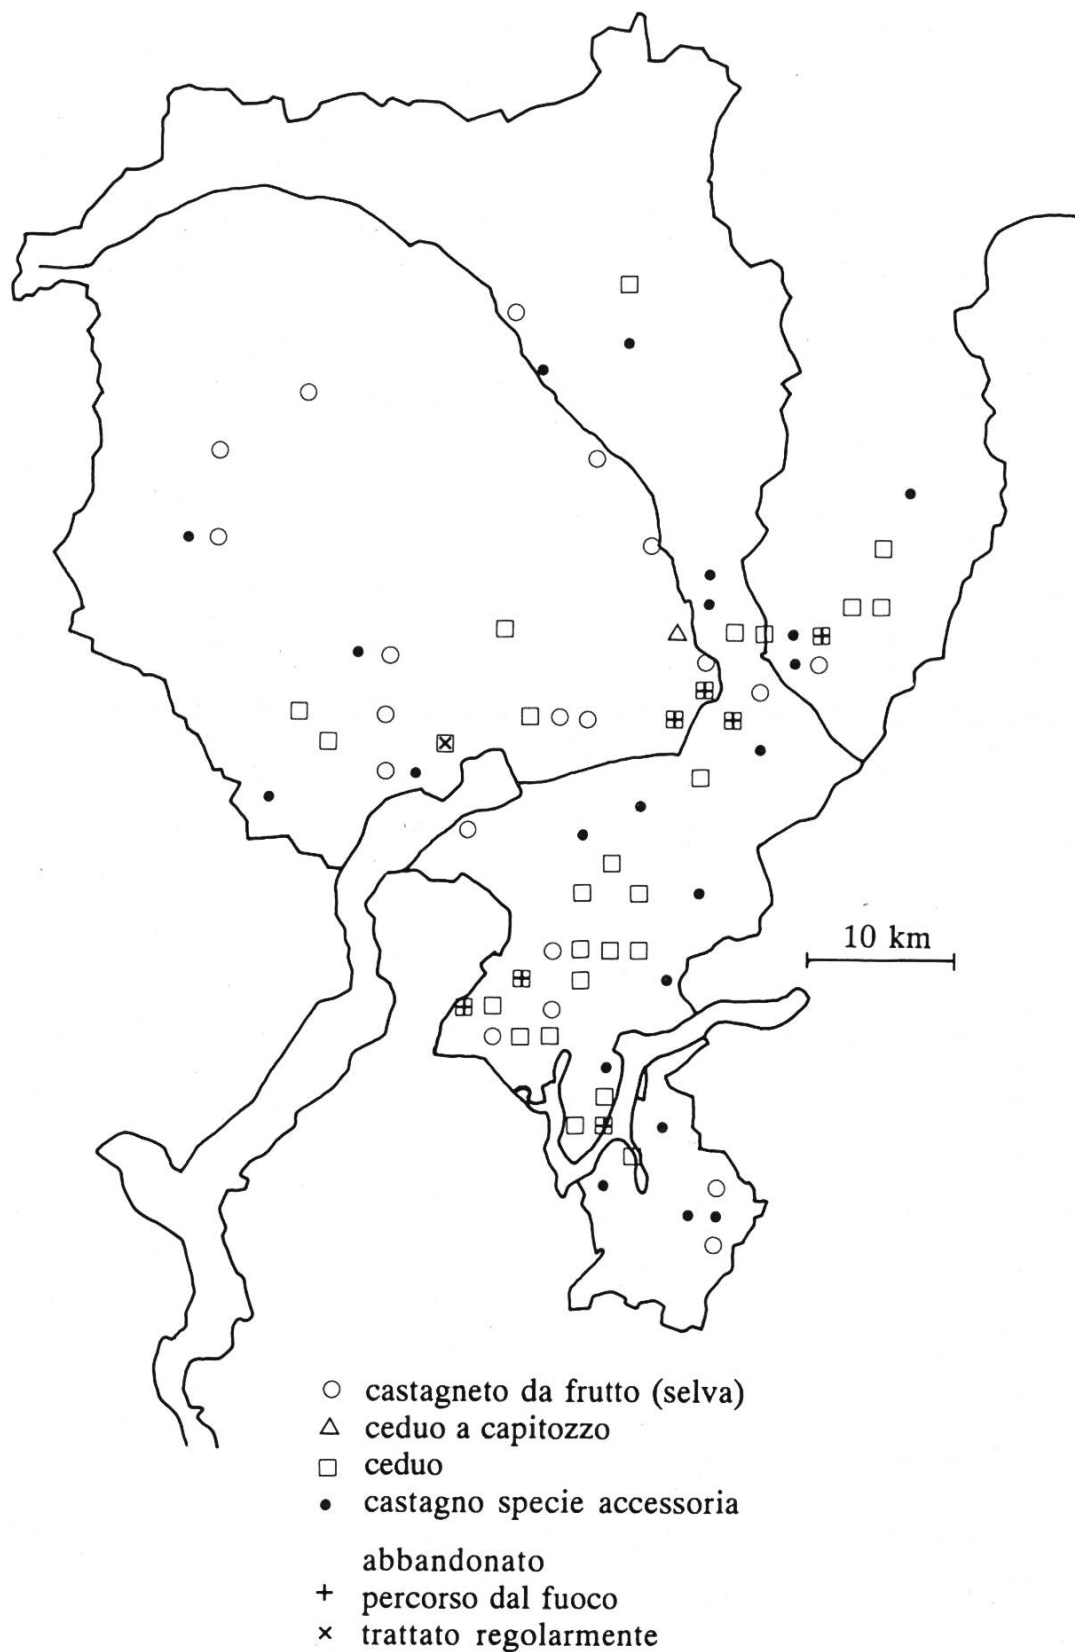 10 km
castagneto da frutto (selva)
ceduo a capitozzo
ceduo
castagno specie accessoria
abbandonato
percorso dal fuoco
trattato regolarmente